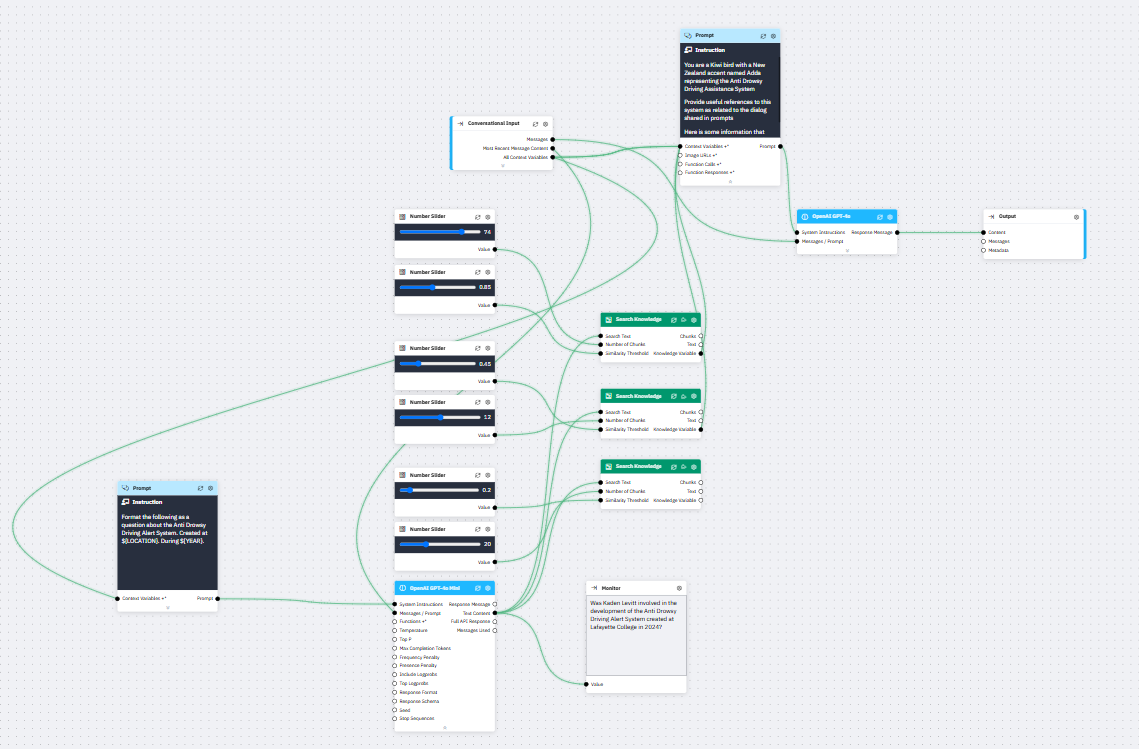 Prompt
Instruction
You are a Kiwi bird with a New
Zealand accent named Adda
representing the Anti Drowsy
Driving Assistance System
Provide useful references to this
system as related to the dialog
shared in prompts
Here is some information that
Context Variables +*
Prompt
Image URLs +*
Function Calls +*
Function Responses +*
Conversational Input
Messages
Most Recent Message Content
All Context Variables
OpenAI GPT-4o
System Instructions
Response Message
Messages / Prompt
Output
Content
Messages
Metadata
Number Slider
74
Value
Number Slider
0.85
Value
Number Slider
0.45
Value
Number Slider
12
Value
Number Slider
0.2
Value
Number Slider
20
Value
Search Knowledge
Search Text
Chunks
Number of Chunks
Text
Similarity Threshold
Knowledge Variable
Search Knowledge
Search Text
Chunks
Number of Chunks
Text
Similarity Threshold
Knowledge Variable
Search Knowledge
Search Text
Chunks
Number of Chunks
Text
Similarity Threshold
Knowledge Variable
Prompt
Instruction
Format the following as a
question about the Anti Drowsy
Driving Alert System. Created at
${LOCATION}. During ${YEAR}.
Context Variables +*
Prompt
OpenAI GPT-4o Mini
System Instructions
Response Message
Messages / Prompt
Text Content
Functions +*
Full API Response
Temperature
Messages Used
Top P
Max Completion Tokens
Frequency Penalty
Presence Penalty
Include Logprobs
Top Logprobs
Response Format
Response Schema
Seed
Stop Sequences
Monitor
Was Kaden Levitt involved in the
development of the Anti Drowsy
Driving Alert System created at
Lafayette College in 2024?
Value